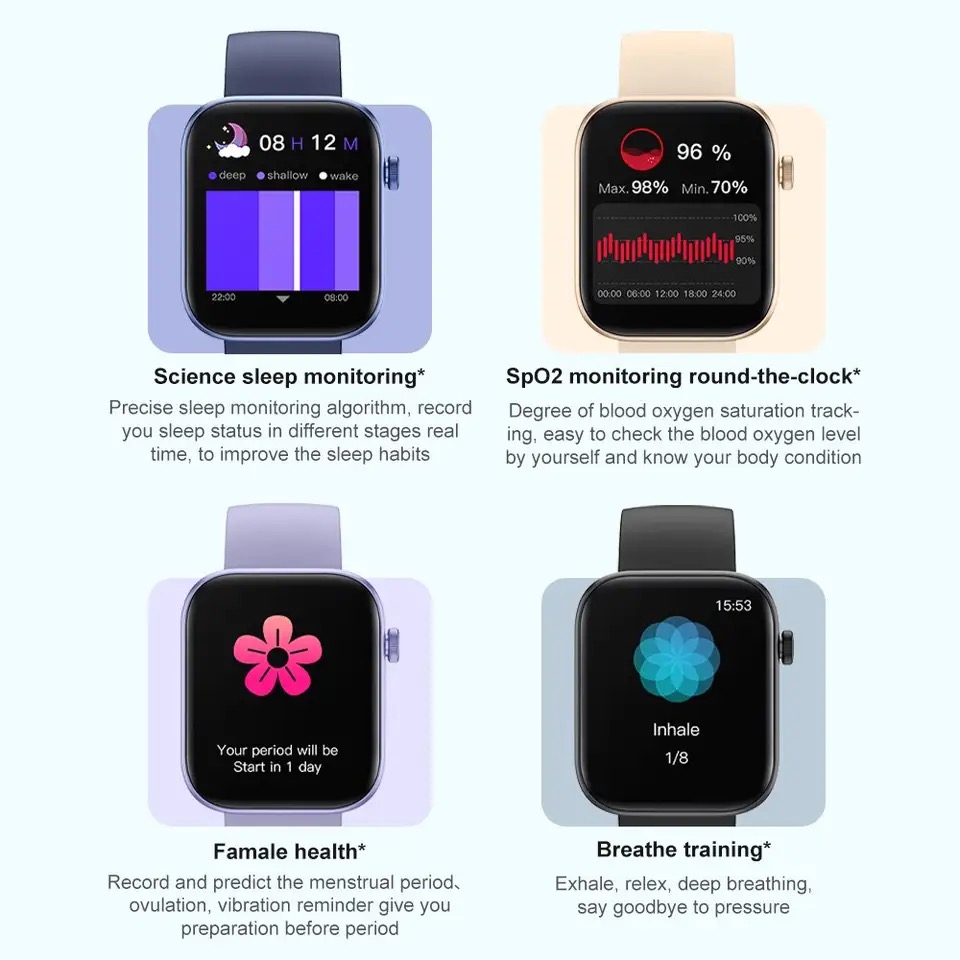 08 H 12 M
deep shallow wake
22:00 08:00
Science sleep monitoring*
Precise sleep monitoring algorithm, record
you sleep status in different stages real
time, to improve the sleep habits
96 %
Max. 98% Min. 70%
100%
95%
90%
00:00 06:00 12:00 18:00 24:00
SpO2 monitoring round-the-clock*
Degree of blood oxygen saturation track-
ing, easy to check the blood oxygen level
by yourself and know your body condition
Your period will be
Start in 1 day
Famale health*
Record and predict the menstrual period、
ovulation, vibration reminder give you
preparation before period
15:53
Inhale
1/8
Breathe training*
Exhale, relex, deep breathing,
say goodbye to pressure